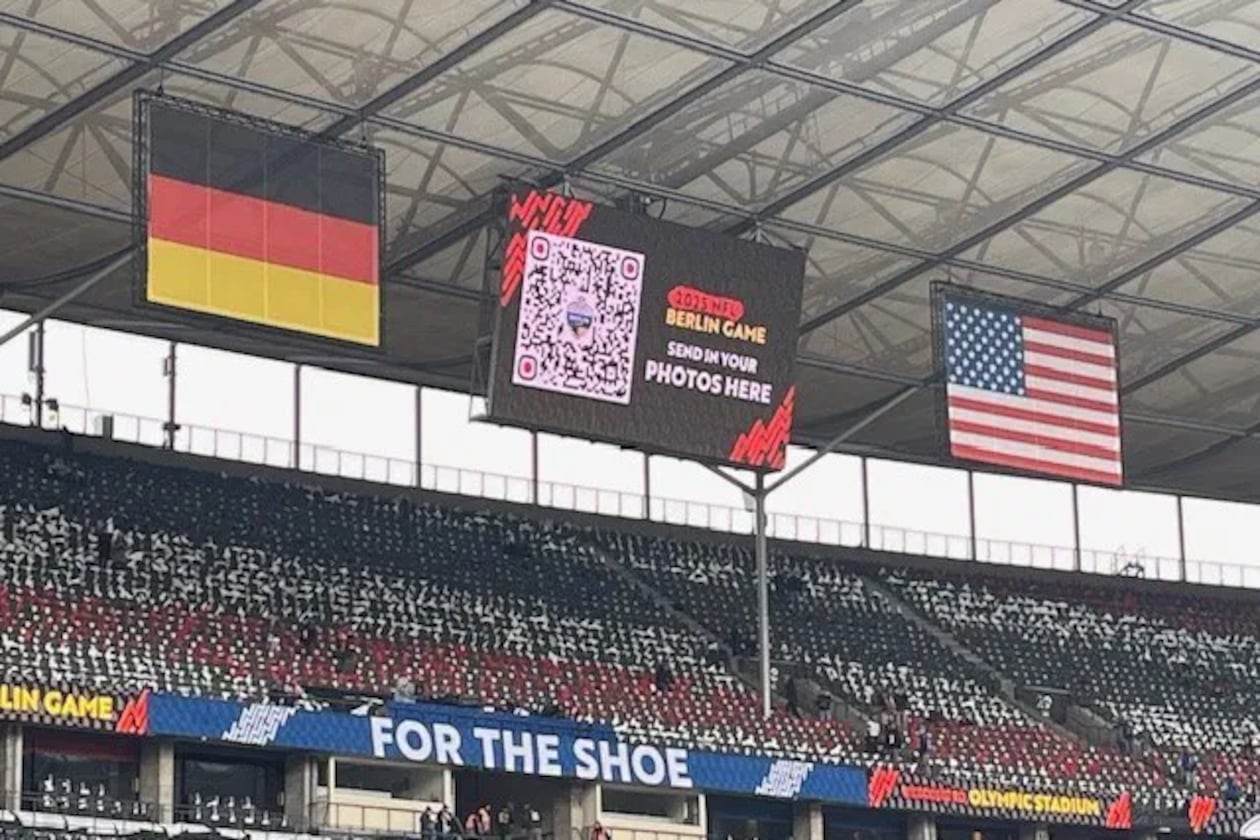 2025 NFL
BERLIN GAME
SEND IN YOUR
PHOTOS HERE
LIN GAME
FOR THE SHOE
OLYMPIC STADIUM